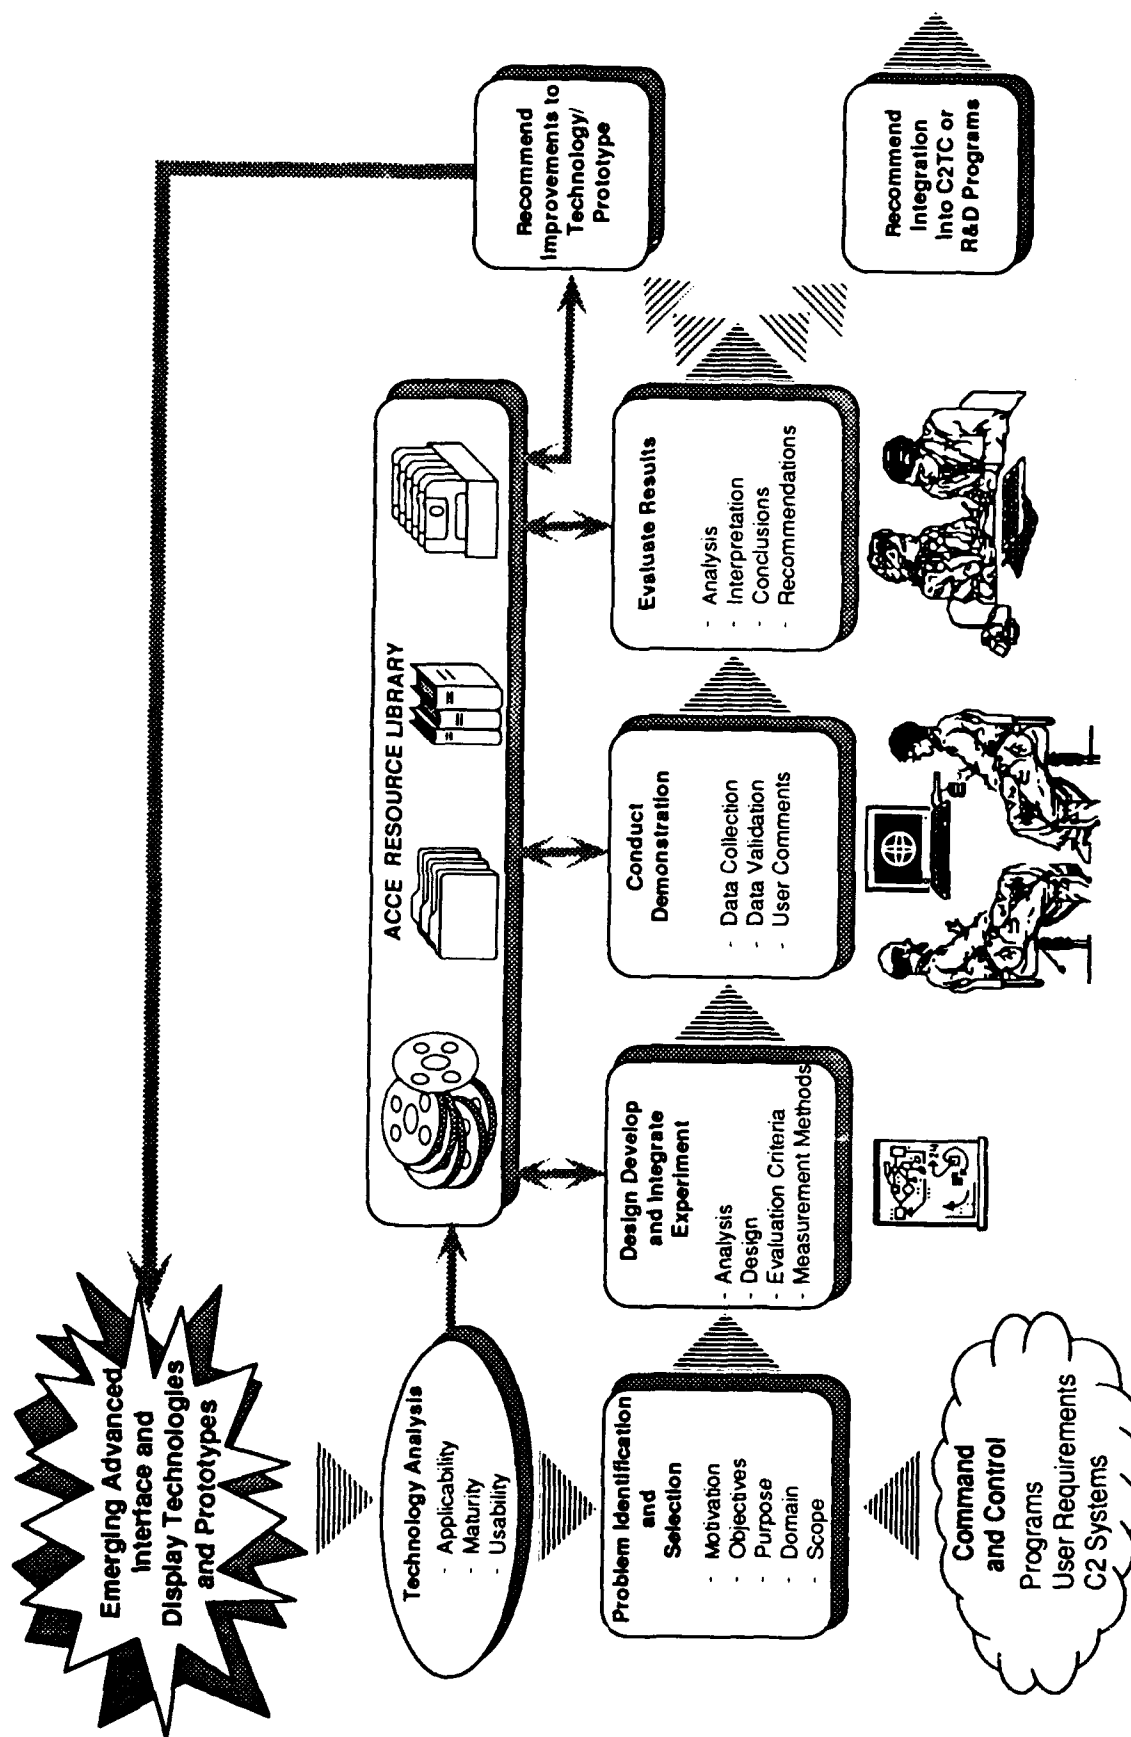 Emerging Advanced
Interface and
Display Technologies
and Prototypes
Technology Analysis
- Applicability
- Maturity
- Usability
ACCE RESOURCE LIBRARY
Recommend
Improvements to
Technology/
Prototype
Problem Identification
and
Selection
- Motivation
- Objectives
- Purpose
- Domain
- Scope
Design Develop
and Integrate
Experiment
- Analysis
- Design
- Evaluation Criteria
- Measurement Methods
Conduct
Demonstration
- Data Collection
- Data Validation
- User Comments
Evaluate Results
- Analysis
- Interpretation
- Conclusions
- Recommendations
Recommend
Integration
Into C2TC or
R&D Programs
Command
and Control
Programs
User Requirements
C2 Systems